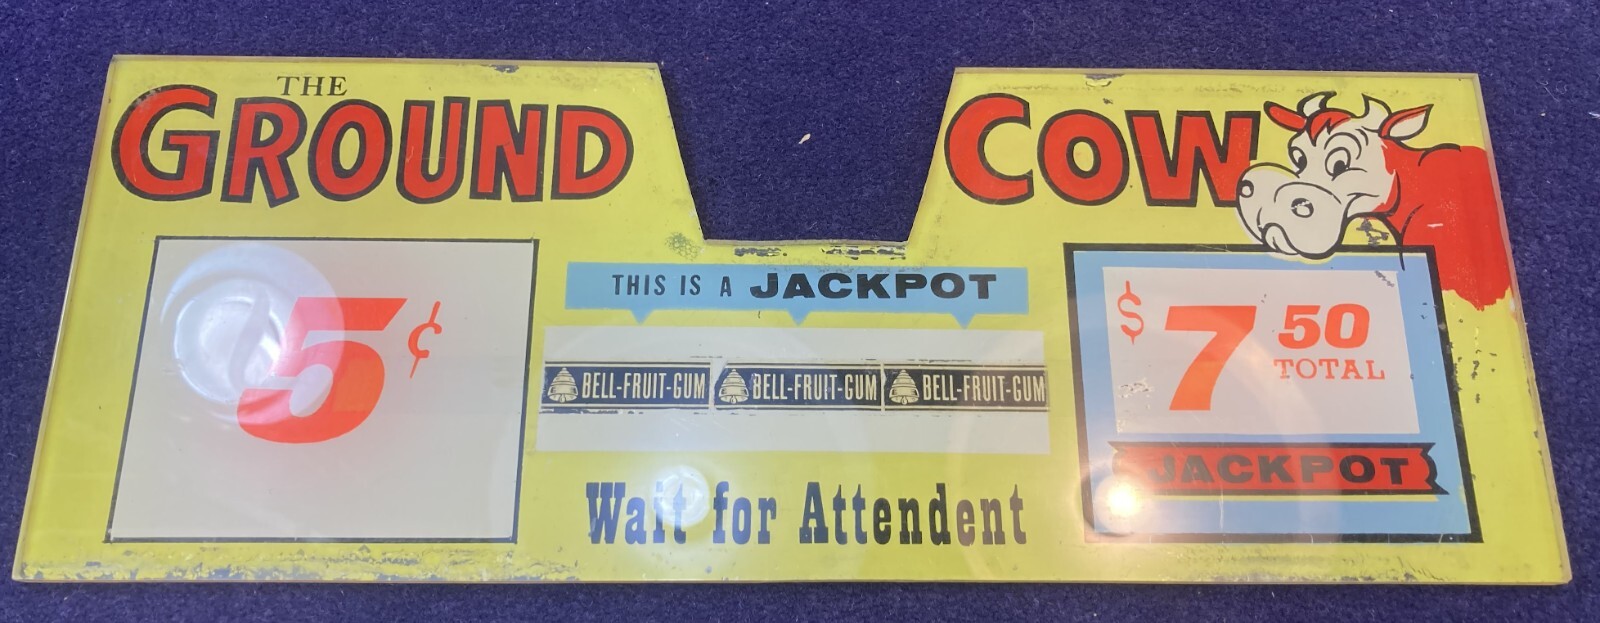 THE
GROUND COW
5¢
THIS IS A JACKPOT
BELL-FRUIT-GUM BELL-FRUIT-GUM BELL-FRUIT-GUM
Wait for Attendent
$7 50
TOTAL
JACKPOT